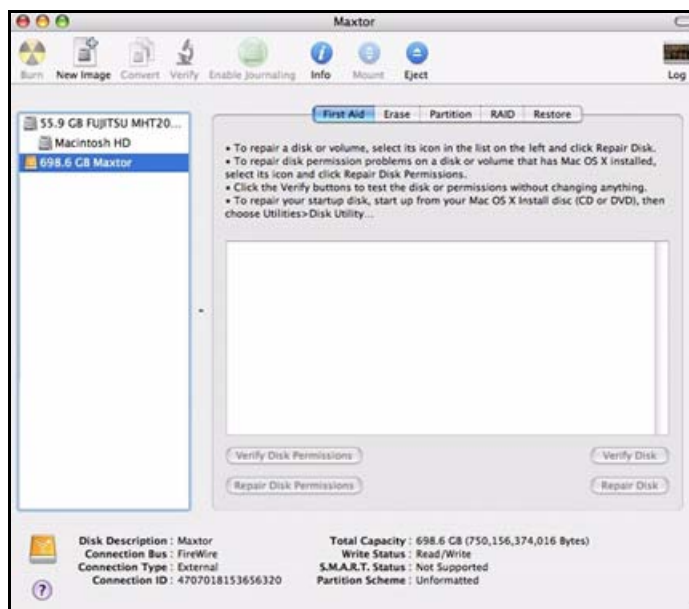 Maxtor
Burn New Image Convert Verify Enable Journaling Info Mount Eject Log
55.9 GB FUJITSU MHT20...
Macintosh HD
698.6 GB Maxtor
First Aid Erase Partition RAID Restore
• To repair a disk or volume, select its icon in the list on the left and click Repair Disk.
• To repair disk permission problems on a disk or volume that has Mac OS X installed,
select its icon and click Repair Disk Permissions.
• Click the Verify buttons to test the disk or permissions without changing anything.
• To repair your startup disk, start up from your Mac OS X Install disc (CD or DVD), then
choose Utilities>Disk Utility...
Verify Disk Permissions Verify Disk
Repair Disk Permissions Repair Disk
Disk Description : Maxtor Total Capacity : 698.6 GB (750,156,374,016 Bytes)
Connection Bus : FireWire Write Status : Read/Write
Connection Type : External S.M.A.R.T. Status : Not Supported
Connection ID : 4707018153656320 Partition Scheme : Unformatted
?